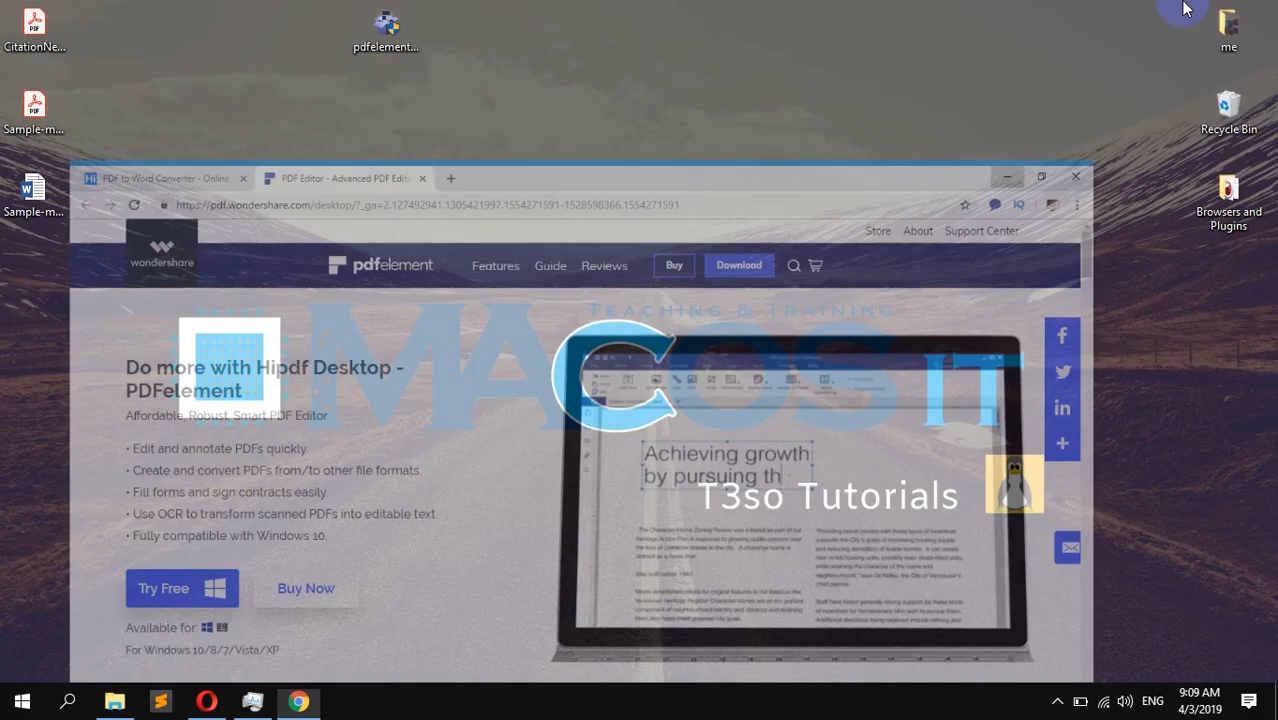 CitationNe...
pdfelement...
me
Sample-m...
Recycle Bin
Sample-m...
Browsers and
Plugins
PDF to Word Converter - Online
PDF Editor - Advanced PDF Edit
https://pdf.wondershare.com/desktop/?_ga=2.127492941.1305421997.1554271591-1528598366.1554271591
IQ
Store About Support Center
wondershare
pdfelement
Features Guide Reviews Buy Download
TEACHING & TRAINING
MACOSIT
Do more with Hipdf Desktop -
PDFelement
Affordable, Robust, Smart PDF Editor
• Edit and annotate PDFs quickly.
• Create and convert PDFs from/to other file formats.
• Fill forms and sign contracts easily.
• Use OCR to transform scanned PDFs into editable text.
• Fully compatible with Windows 10.
Achieving growth
by pursuing th
T3so Tutorials
Try Free
Buy Now
Available for:
For Windows 10/8/7/Vista/XP
ENG
9:09 AM
4/3/2019